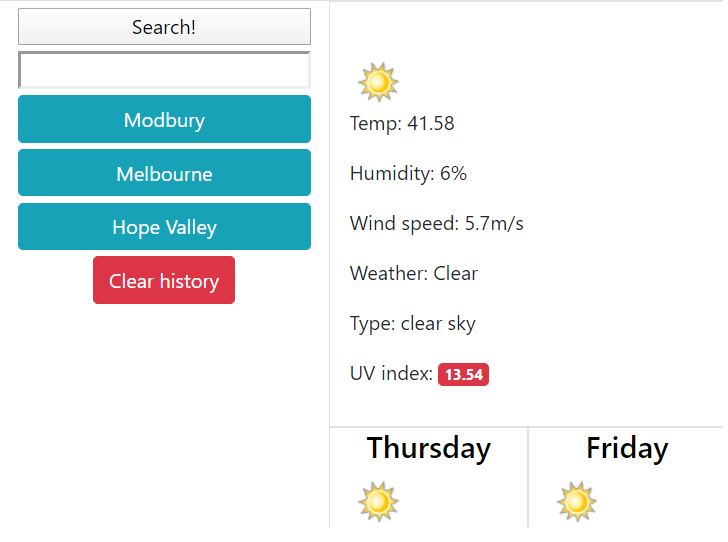 Search!
Modbury
Melbourne
Hope Valley
Clear history
Temp: 41.58
Humidity: 6%
Wind speed: 5.7m/s
Weather: Clear
Type: clear sky
UV index: 13.54
Thursday
Friday